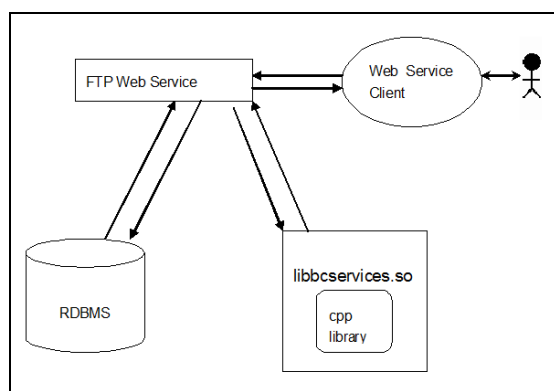 FTP Web Service
Web Service
Client
RDBMS
libbcservices.so
cpp
library